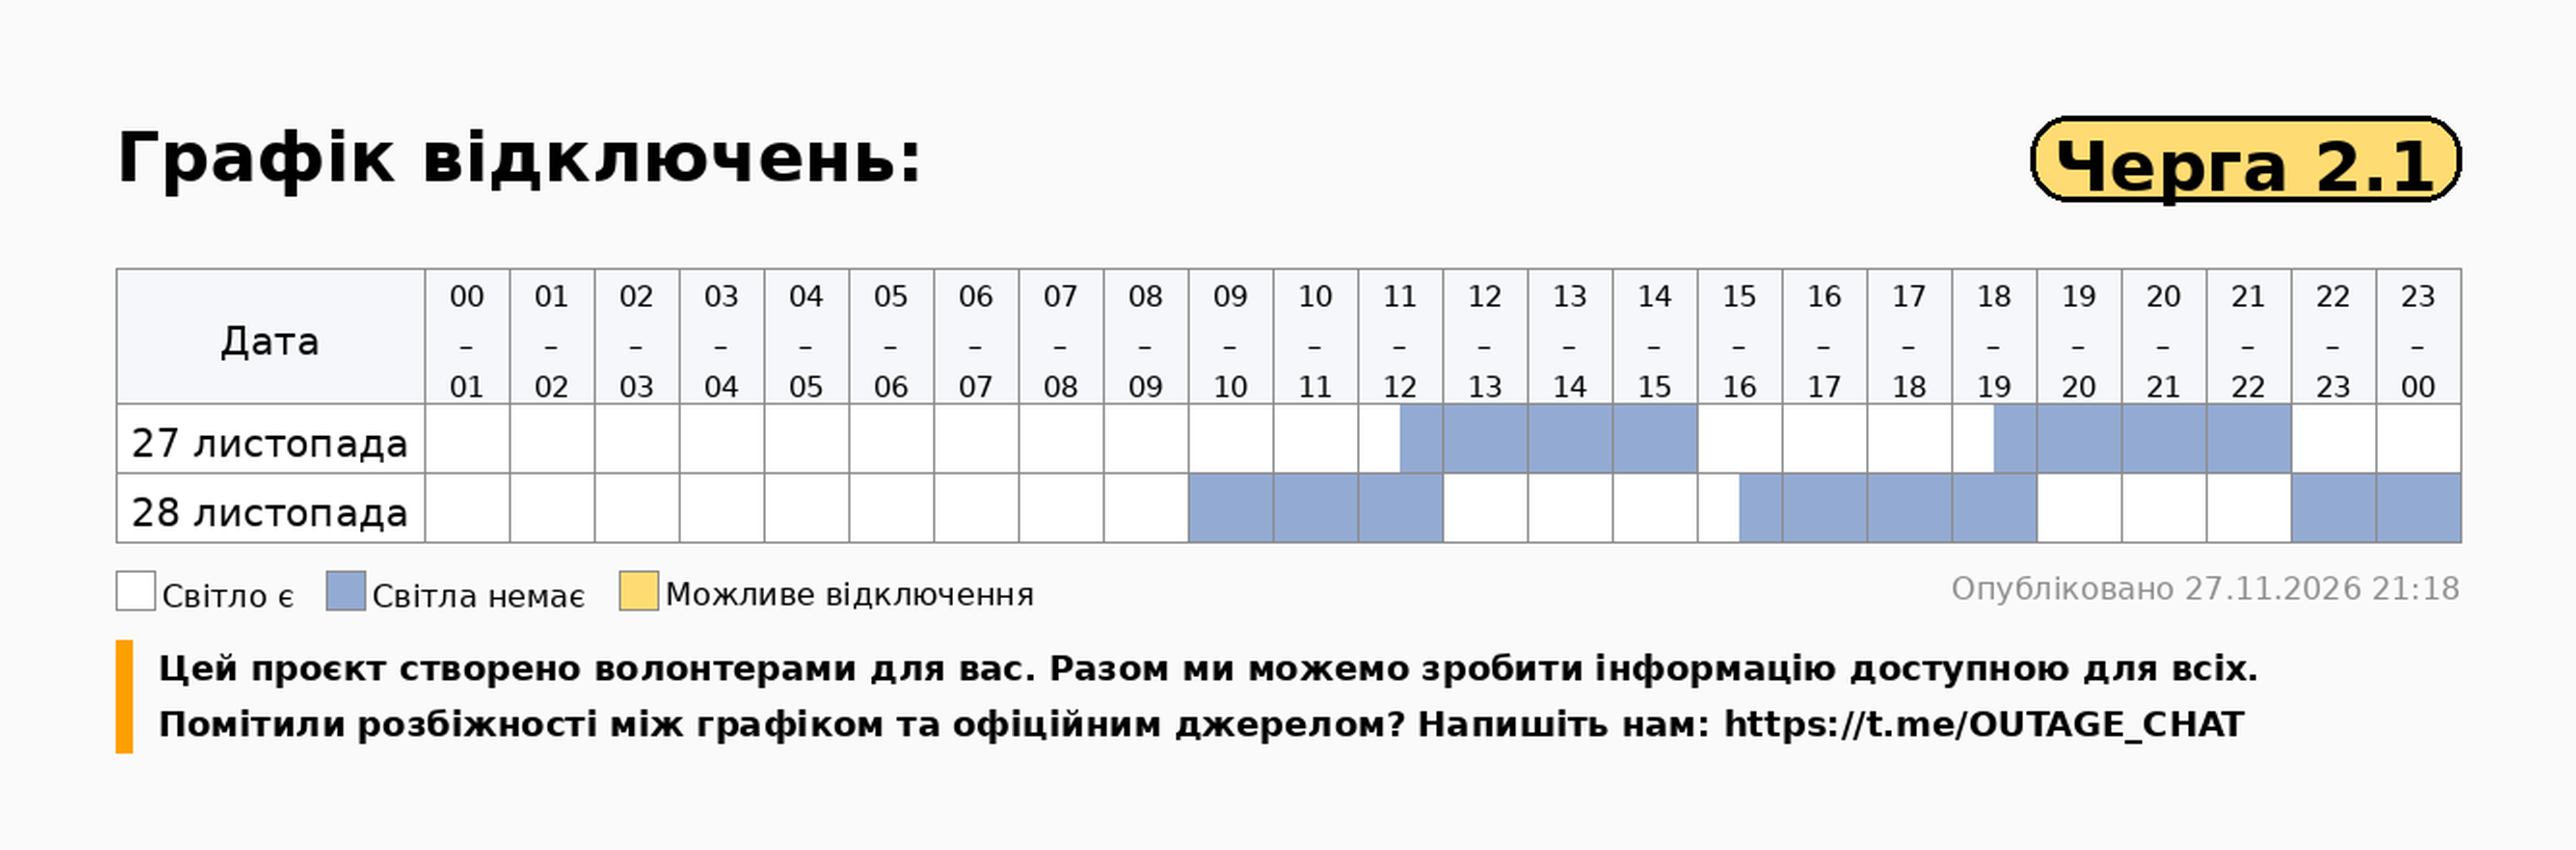 Графік відключень:
Черга 2.1
Дата
00 – 01
01 – 02
02 – 03
03 – 04
04 – 05
05 – 06
06 – 07
07 – 08
08 – 09
09 – 10
10 – 11
11 – 12
12 – 13
13 – 14
14 – 15
15 – 16
16 – 17
17 – 18
18 – 19
19 – 20
20 – 21
21 – 22
22 – 23
23 – 00
27 листопада
28 листопада
Світло є
Світла немає
Можливе відключення
Опубліковано 27.11.2026 21:18
Цей проєкт створено волонтерами для вас. Разом ми можемо зробити інформацію доступною для всіх.
Помітили розбіжності між графіком та офіційним джерелом? Напишіть нам: https://t.me/OUTAGE_CHAT